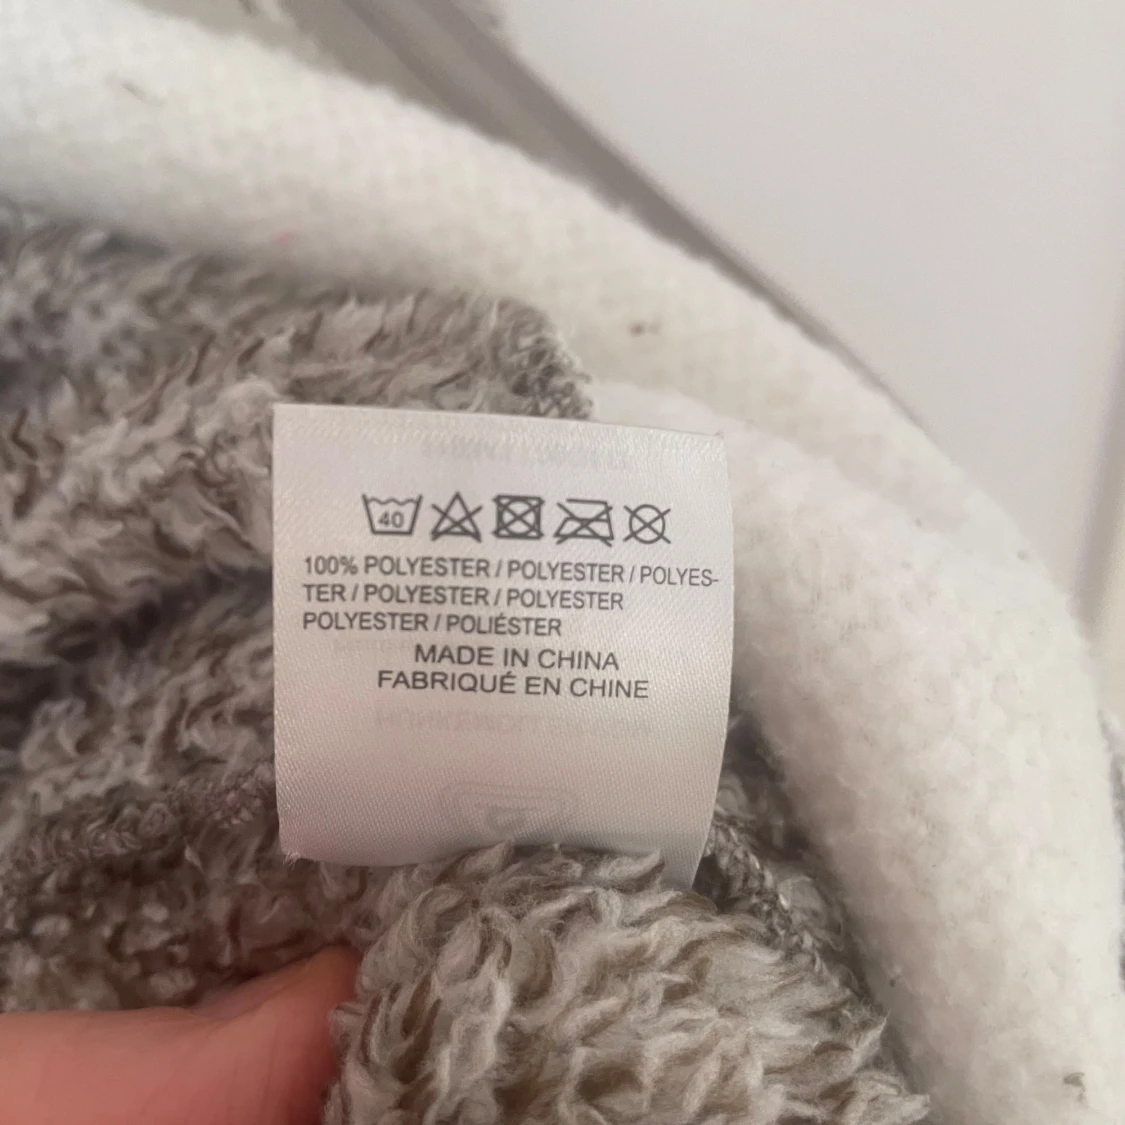 40
100% POLYESTER / POLYESTER / POLYES-
TER / POLYESTER / POLYESTER
POLYESTER / POLIÉSTER
MADE IN CHINA
FABRIQUÉ EN CHINE